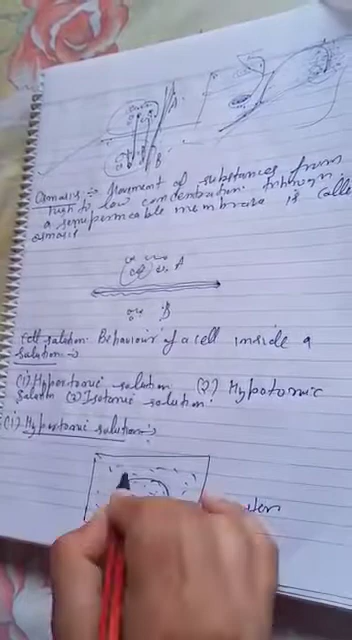 A
B
Osmosis :- Movement of substances from
high to low concentration through
a semipermeable membrane is calle
osmosis
A
B
Cell solution. Behaviour of a cell inside a
solution :-
(1) Hypertonic solution (2) Hypotonic
solution (3) Isotonic solution.
(1) Hypertonic solution :-